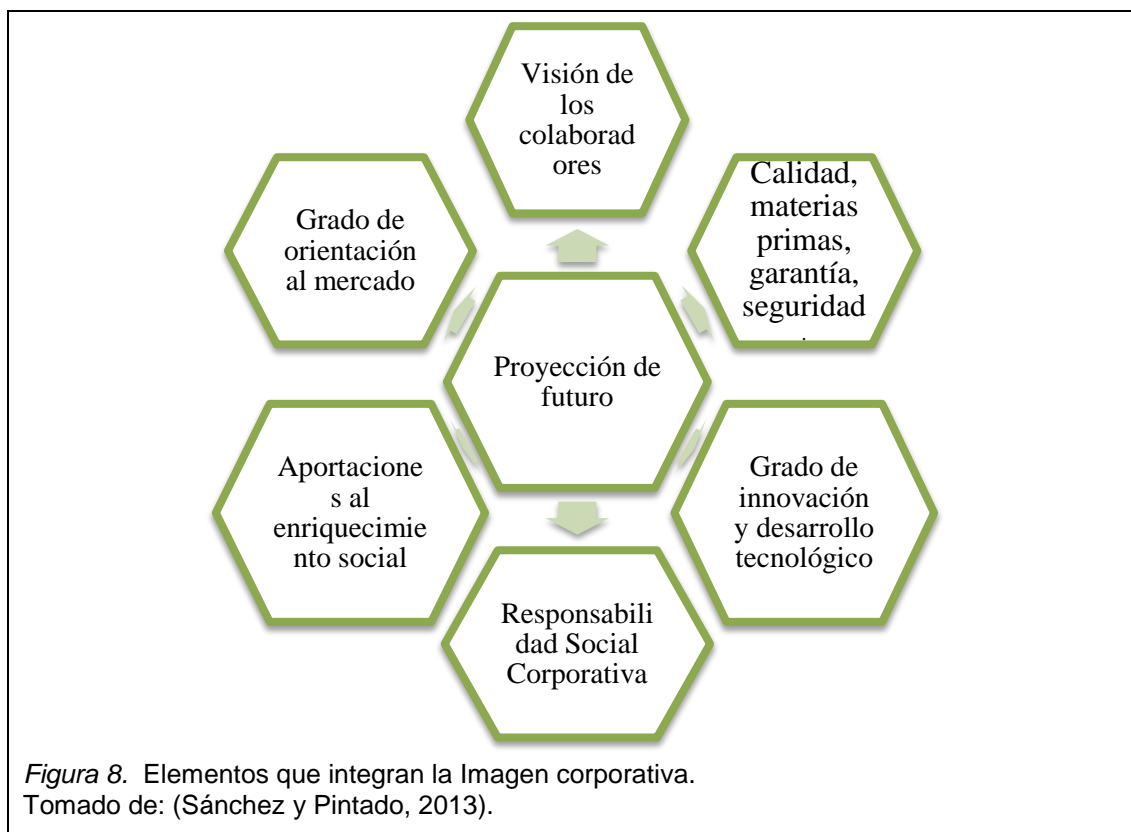 Visión de
los
colaborad
ores
Calidad,
materias
primas,
garantía,
seguridad
.
Grado de
orientación
al mercado
Proyección de
futuro
Aportacione
s al
enriquecimie
nto social
Grado de
innovación
y desarrollo
tecnológico
Responsabili
dad Social
Corporativa
Figura 8. Elementos que integran la Imagen corporativa.
Tomado de: (Sánchez y Pintado, 2013).